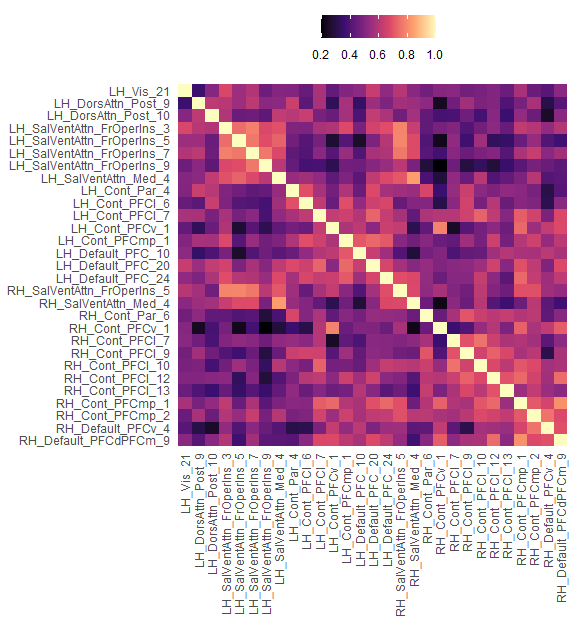 0.2 0.4 0.6 0.8 1.0
LH_Vis_21
LH_DorsAttn_Post_9
LH_DorsAttn_Post_10
LH_SalVentAttn_FrOperIns_3
LH_SalVentAttn_FrOperIns_5
LH_SalVentAttn_FrOperIns_7
LH_SalVentAttn_FrOperIns_9
LH_SalVentAttn_Med_4
LH_Cont_Par_4
LH_Cont_PFCl_6
LH_Cont_PFCl_7
LH_Cont_PFCv_1
LH_Cont_PFCmp_1
LH_Default_PFC_10
LH_Default_PFC_20
LH_Default_PFC_24
RH_SalVentAttn_FrOperIns_5
RH_SalVentAttn_Med_4
RH_Cont_Par_6
RH_Cont_PFCv_1
RH_Cont_PFCl_7
RH_Cont_PFCl_9
RH_Cont_PFCl_10
RH_Cont_PFCl_12
RH_Cont_PFCl_13
RH_Cont_PFCmp_1
RH_Cont_PFCmp_2
RH_Default_PFCv_4
RH_Default_PFCdPFCm_9
LH_Vis_21
LH_DorsAttn_Post_9
LH_DorsAttn_Post_10
LH_SalVentAttn_FrOperIns_3
LH_SalVentAttn_FrOperIns_5
LH_SalVentAttn_FrOperIns_7
LH_SalVentAttn_FrOperIns_9
LH_SalVentAttn_Med_4
LH_Cont_Par_4
LH_Cont_PFCl_6
LH_Cont_PFCl_7
LH_Cont_PFCv_1
LH_Cont_PFCmp_1
LH_Default_PFC_10
LH_Default_PFC_20
LH_Default_PFC_24
RH_SalVentAttn_FrOperIns_5
RH_SalVentAttn_Med_4
RH_Cont_Par_6
RH_Cont_PFCv_1
RH_Cont_PFCl_7
RH_Cont_PFCl_9
RH_Cont_PFCl_10
RH_Cont_PFCl_12
RH_Cont_PFCl_13
RH_Cont_PFCmp_1
RH_Cont_PFCmp_2
RH_Default_PFCv_4
RH_Default_PFCdPFCm_9